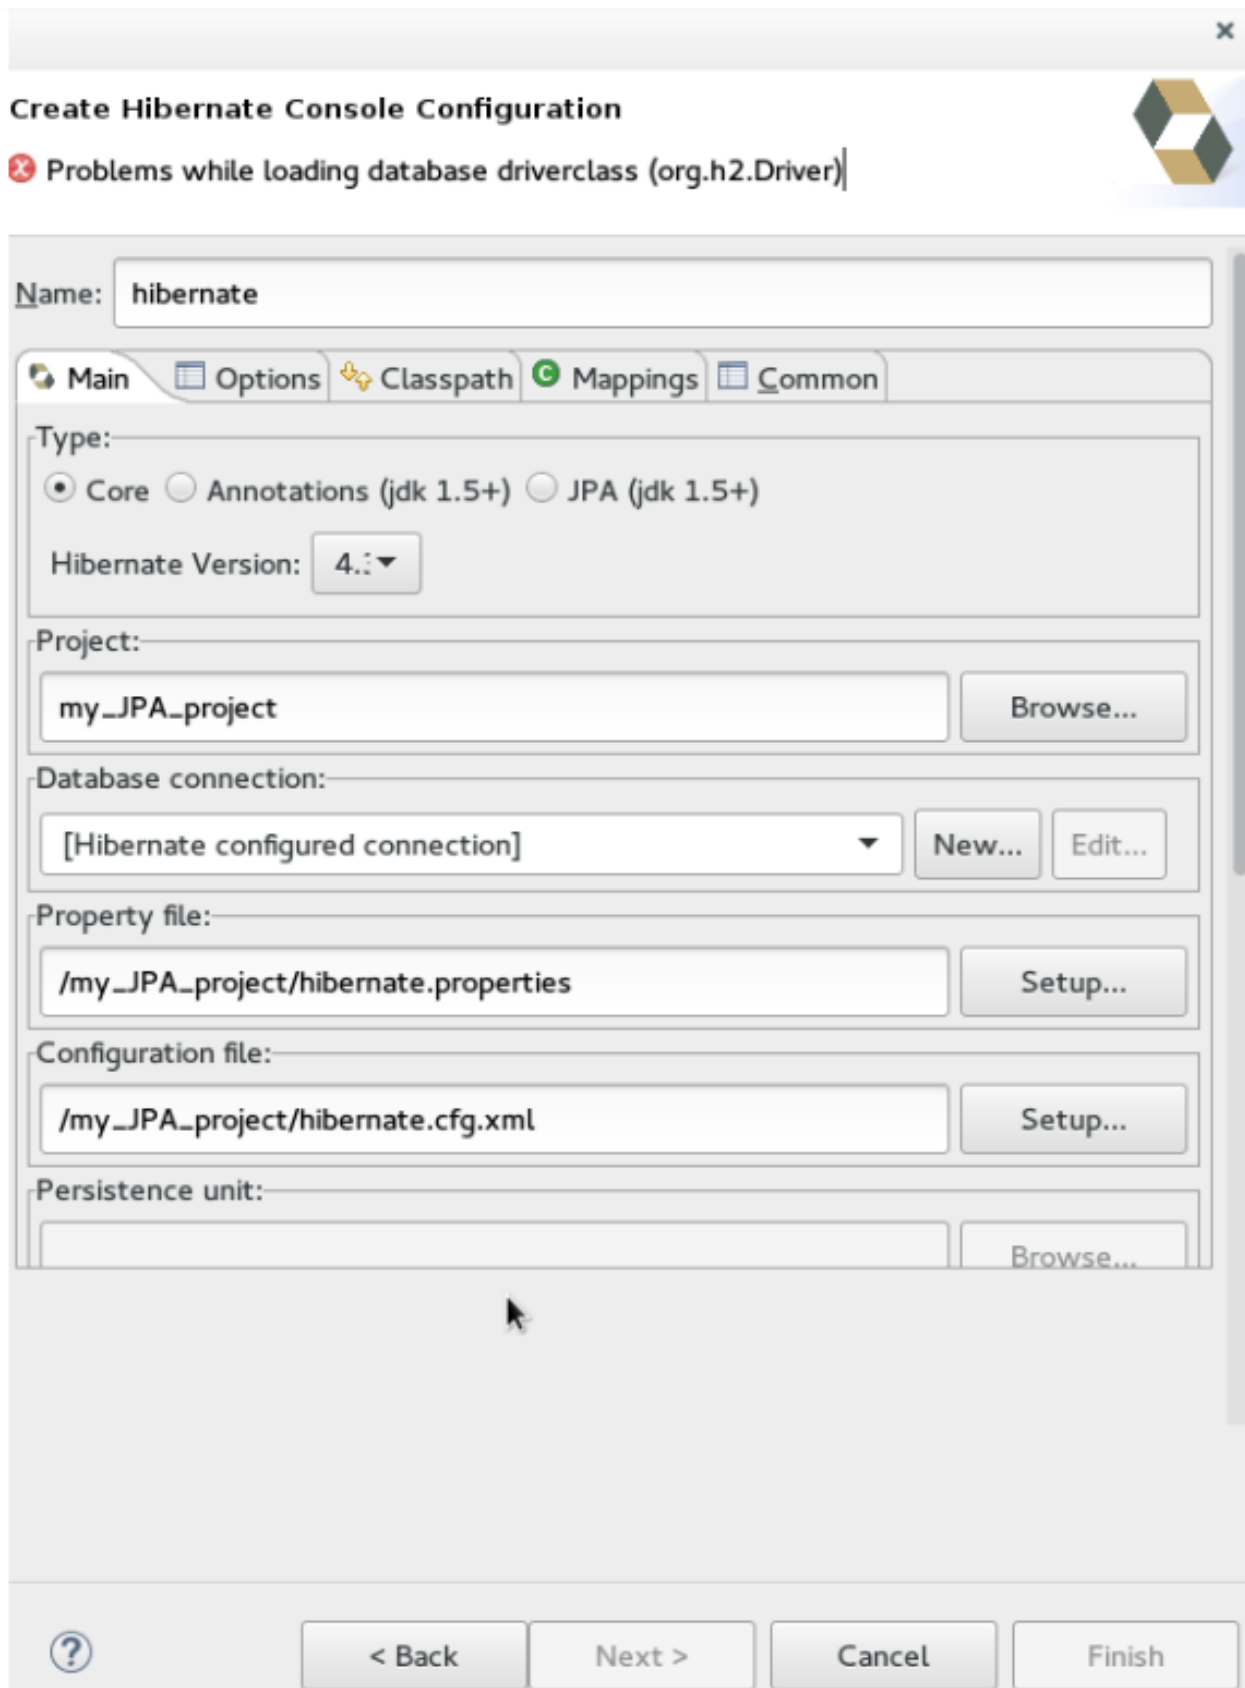 Create Hibernate Console Configuration
Problems while loading database driverclass (org.h2.Driver)
Name: hibernate
Main Options Classpath C Mappings Common
Type:
Core Annotations (jdk 1.5+) JPA (jdk 1.5+)
Hibernate Version:
Project:
my_JPA_project Browse...
Database connection:
[Hibernate configured connection] New... Edit...
Property file:
/my_JPA_project/hibernate.properties Setup...
Configuration file:
/my_JPA_project/hibernate.cfg.xml Setup...
Persistence unit:
Browse...
? < Back Next > Cancel Finish